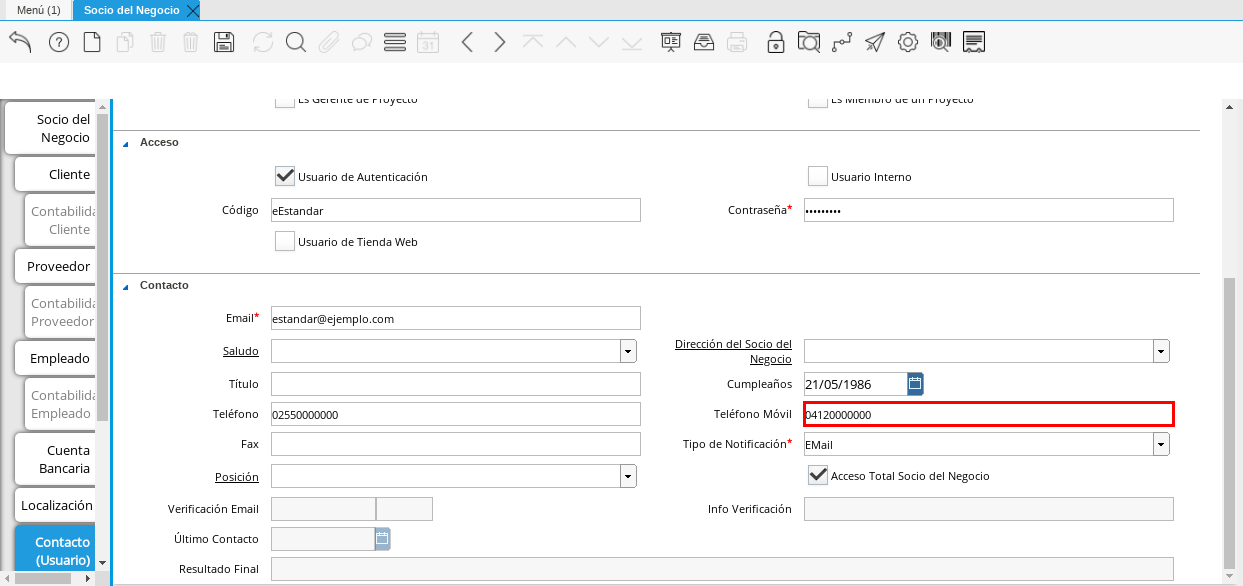 Menú (1)
Socio del Negocio
31
Socio del
Negocio
Cliente
Contabilida
Cliente
Proveedor
Contabilida
Proveedor
Empleado
Contabilida
Empleado
Cuenta
Bancaria
Localización
Contacto
(Usuario)
Es Gerente de Proyecto
Es Miembro de un Proyecto
Acceso
Usuario de Autenticación
Usuario Interno
Código
eEstandar
Contraseña*
•••••••••
Usuario de Tienda Web
Contacto
Email*
estandar@ejemplo.com
Saludo
Dirección del Socio del
Negocio
Título
Cumpleaños
21/05/1986
Teléfono
02550000000
Teléfono Móvil
04120000000
Fax
Tipo de Notificación*
EMail
Posición
Acceso Total Socio del Negocio
Verificación Email
Info Verificación
Último Contacto
Resultado Final